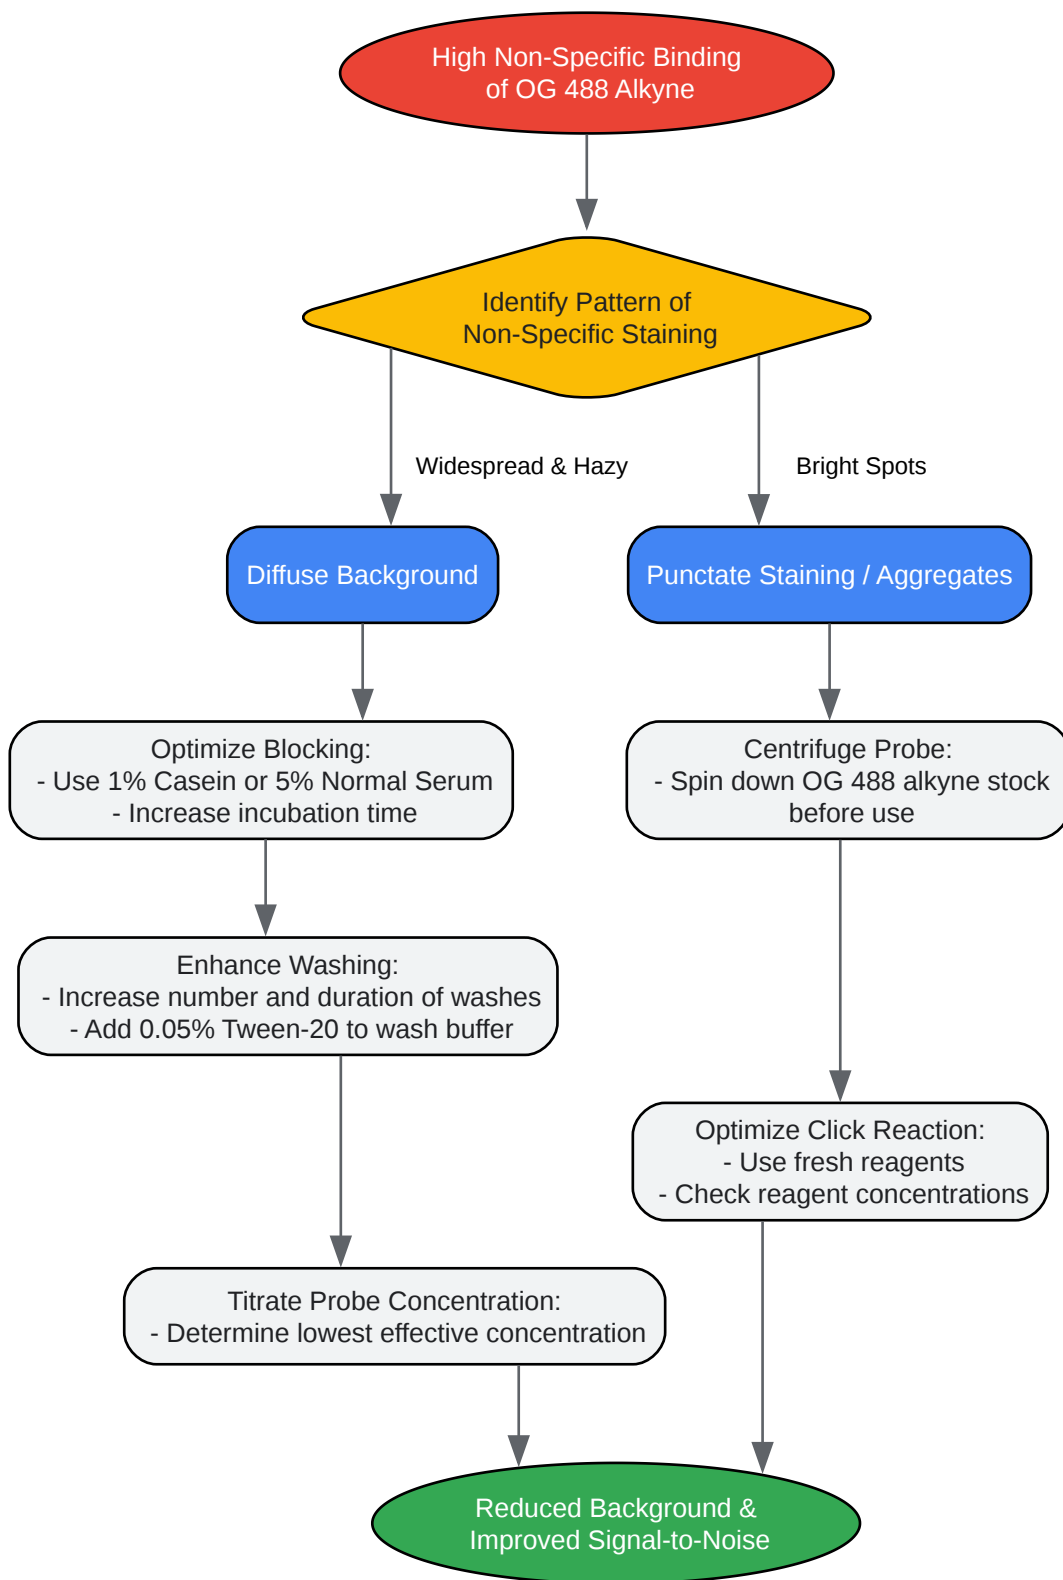 High Non-Specific Binding
of OG 488 Alkyne
Identify Pattern of
Non-Specific Staining
Widespread & Hazy
Bright Spots
Diffuse Background
Punctate Staining / Aggregates
Optimize Blocking:
- Use 1% Casein or 5% Normal Serum
- Increase incubation time
Centrifuge Probe:
- Spin down OG 488 alkyne stock
before use
Enhance Washing:
- Increase number and duration of washes
- Add 0.05% Tween-20 to wash buffer
Optimize Click Reaction:
- Use fresh reagents
- Check reagent concentrations
Titrate Probe Concentration:
- Determine lowest effective concentration
Reduced Background &
Improved Signal-to-Noise